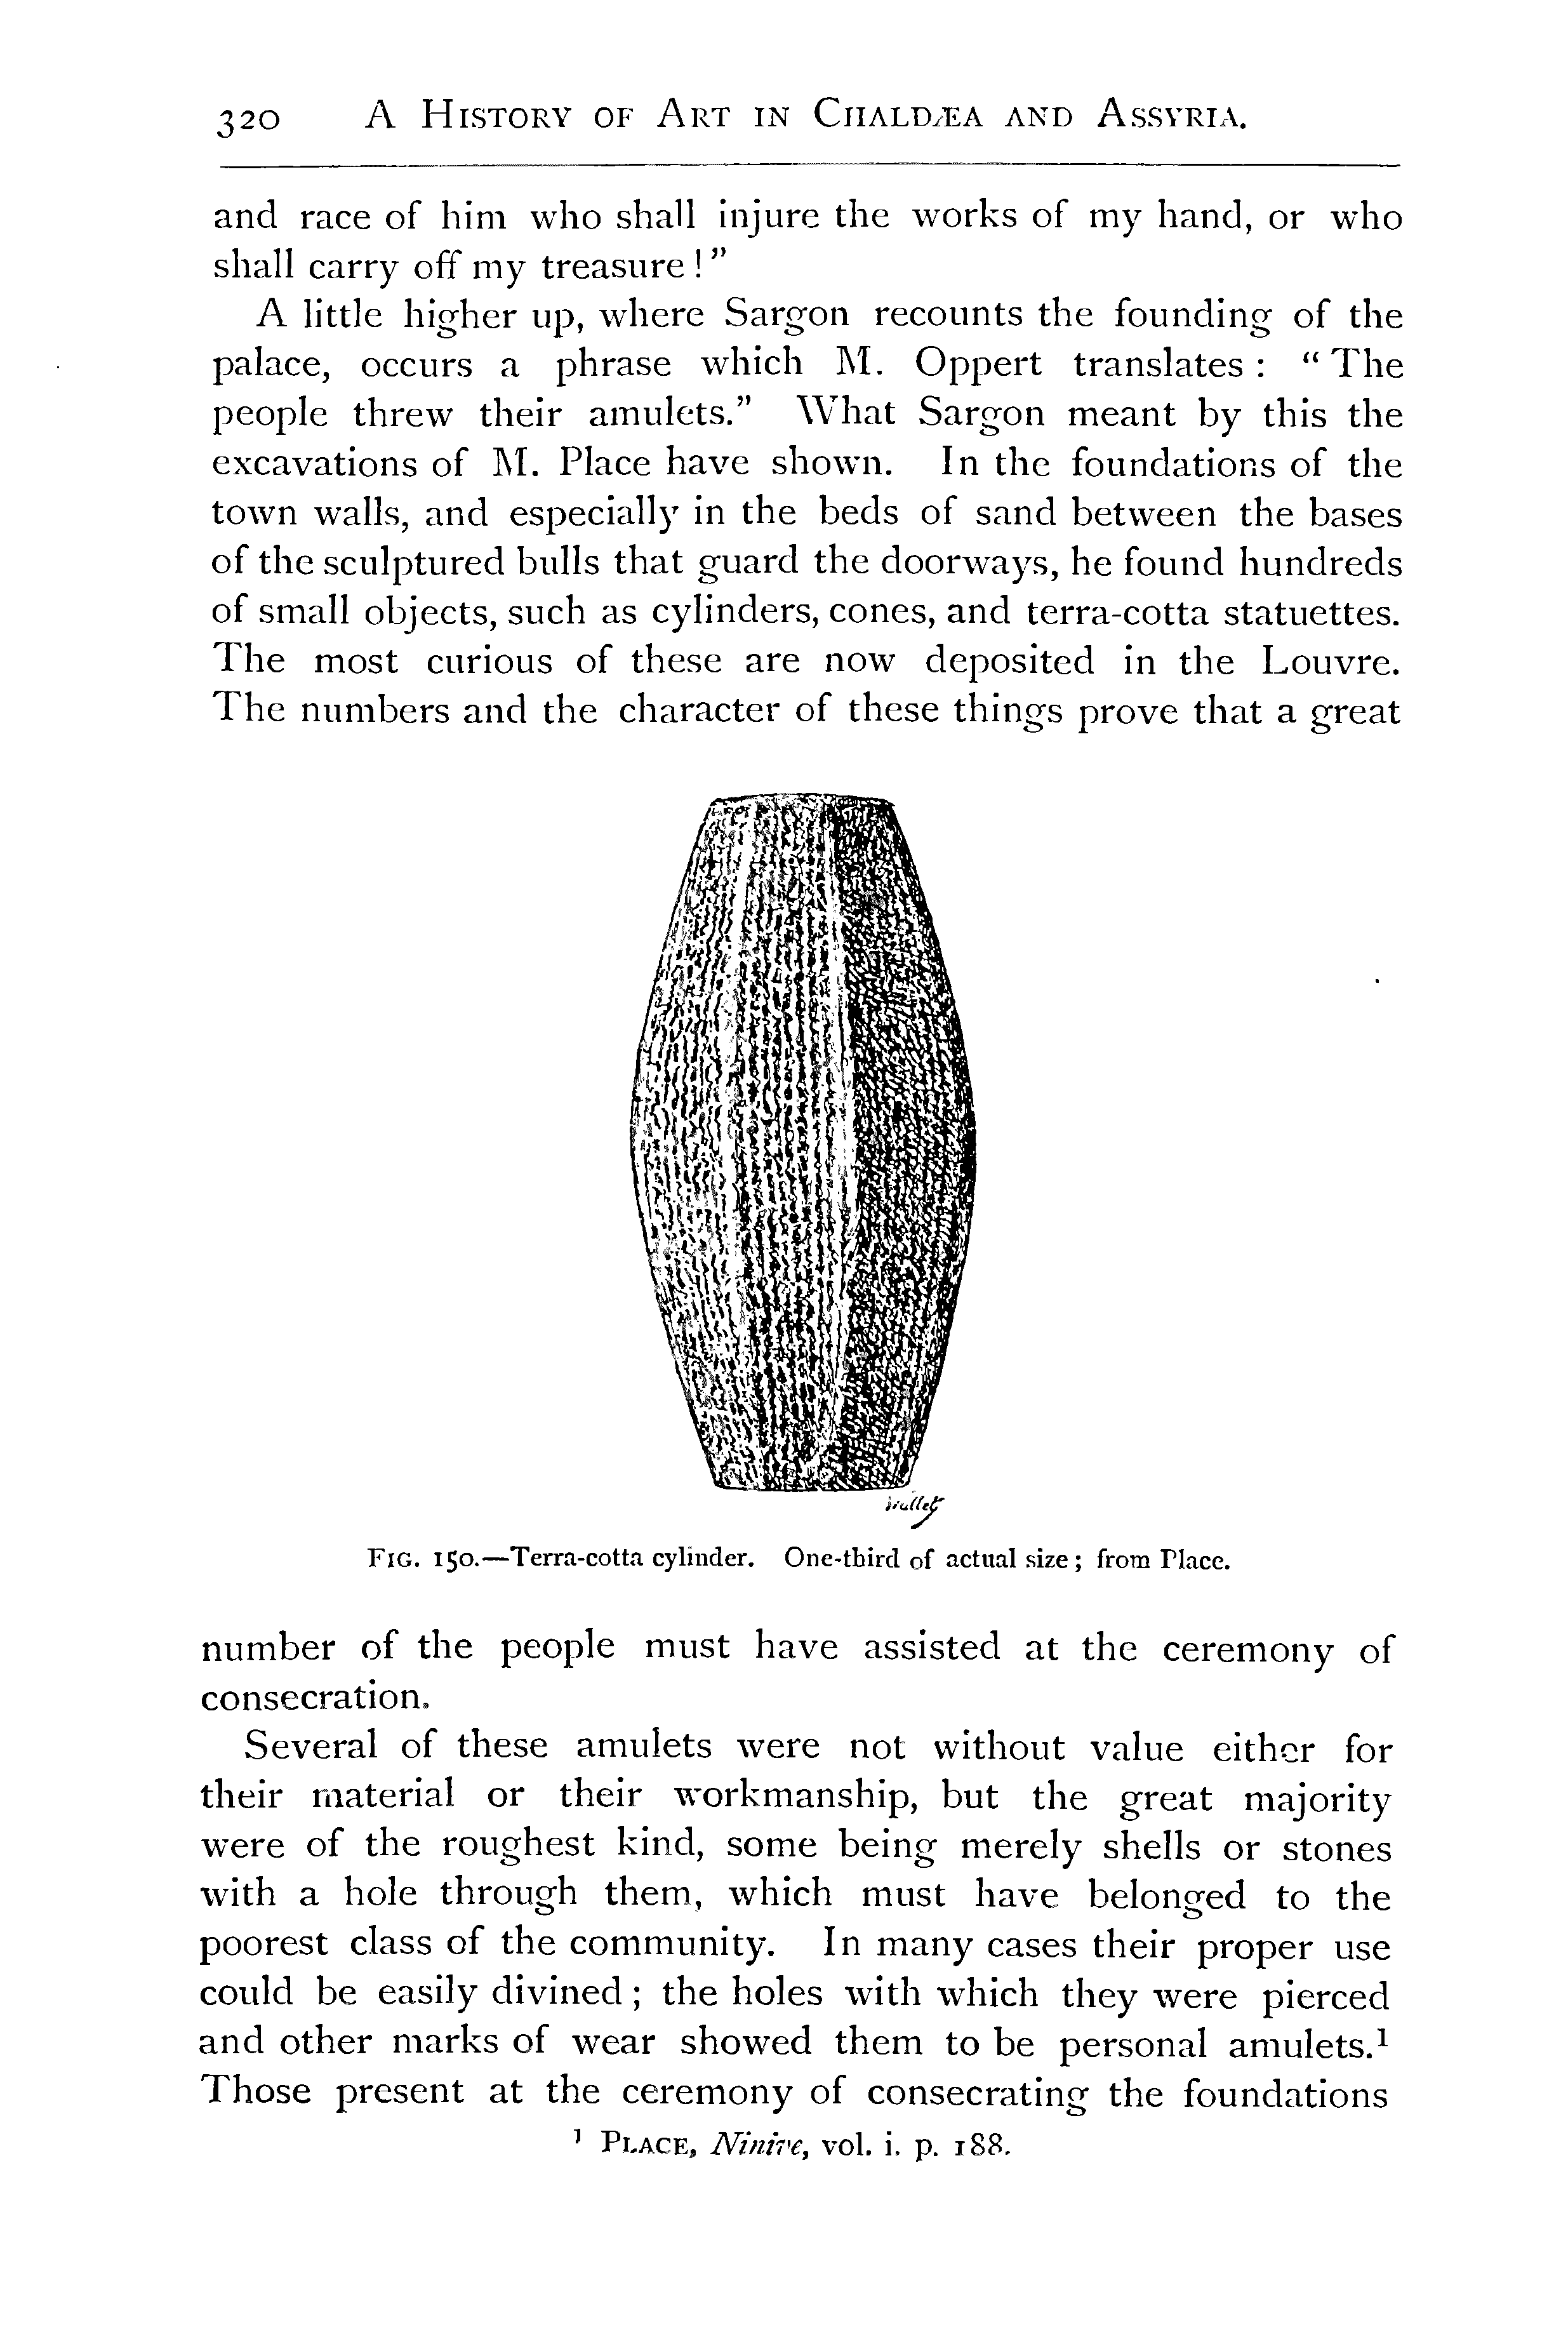 320 A HISTORY OF ART IN CHALDÆA AND ASSYRIA.
and race of him who shall injure the works of my hand, or who
shall carry off my treasure ! ”
A little higher up, where Sargon recounts the founding of the
palace, occurs a phrase which M. Oppert translates : “ The
people threw their amulets.” What Sargon meant by this the
excavations of M. Place have shown. In the foundations of the
town walls, and especially in the beds of sand between the bases
of the sculptured bulls that guard the doorways, he found hundreds
of small objects, such as cylinders, cones, and terra-cotta statuettes.
The most curious of these are now deposited in the Louvre.
The numbers and the character of these things prove that a great
FIG. 150.—Terra-cotta cylinder. One-third of actual size ; from Place.
number of the people must have assisted at the ceremony of
consecration.
Several of these amulets were not without value either for
their material or their workmanship, but the great majority
were of the roughest kind, some being merely shells or stones
with a hole through them, which must have belonged to the
poorest class of the community. In many cases their proper use
could be easily divined ; the holes with which they were pierced
and other marks of wear showed them to be personal amulets.¹
Those present at the ceremony of consecrating the foundations
¹ PLACE, Ninive, vol. i. p. 188.